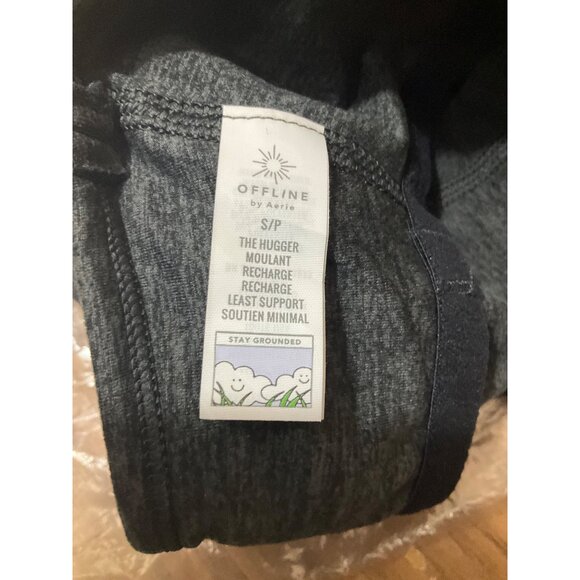 OFFLINE
by Aerie
S/P
THE HUGGER
MOULANT
RECHARGE
RECHARGE
LEAST SUPPORT
SOUTIEN MINIMAL
STAY GROUNDED